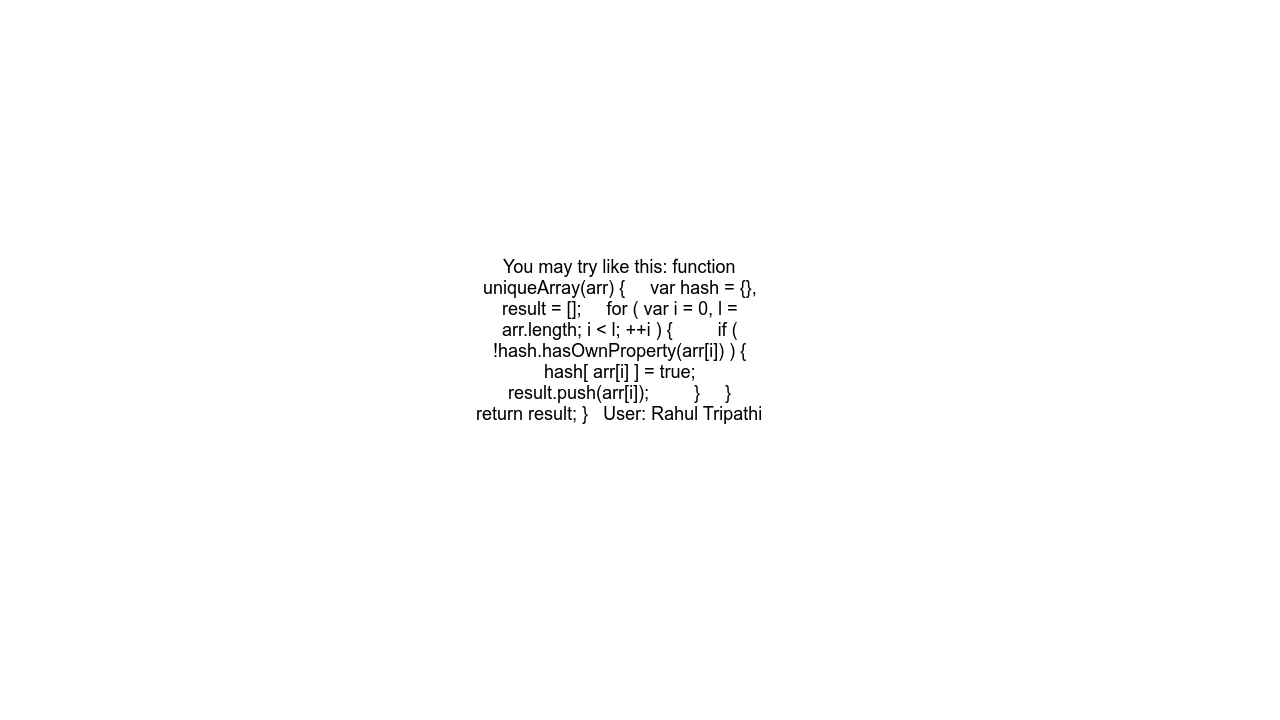 You may try like this: function
uniqueArray(arr) {     var hash = {},
result = [];     for ( var i = 0, l =
arr.length; i < l; ++i ) {         if (
!hash.hasOwnProperty(arr[i]) ) {
hash[ arr[i] ] = true;
result.push(arr[i]);         }     }
return result; }   User: Rahul Tripathi